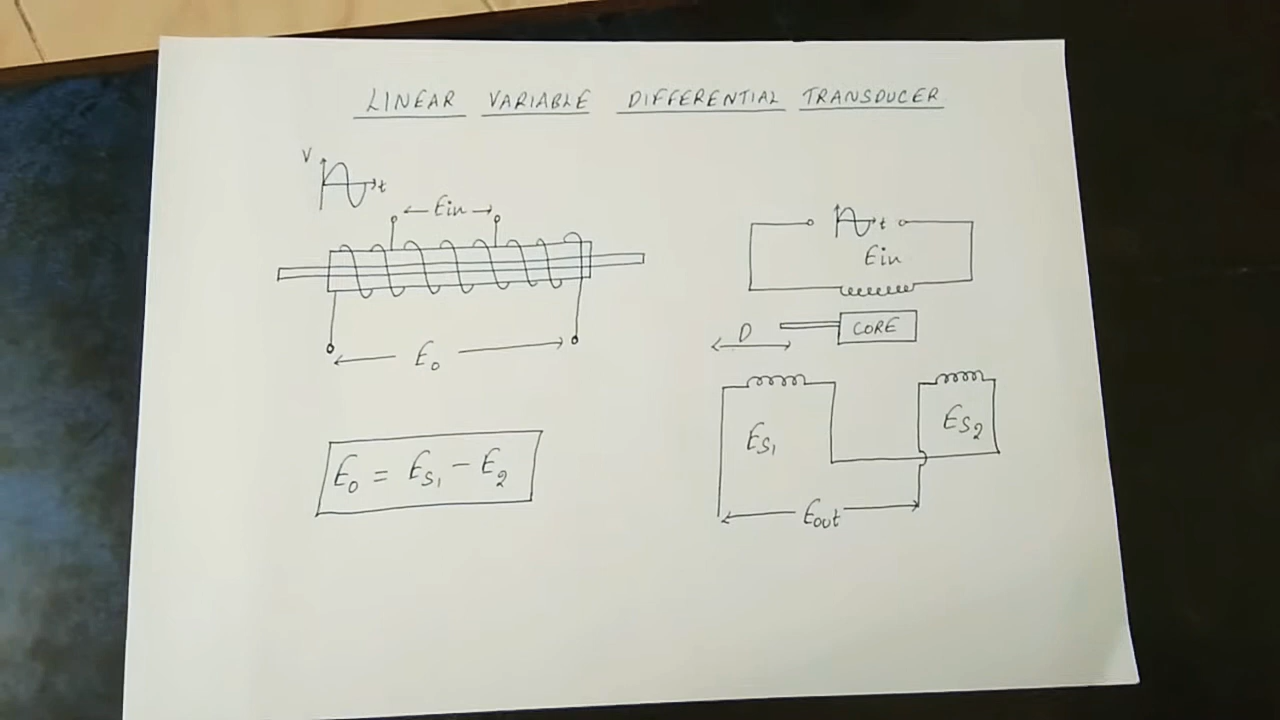 LINEAR VARIABLE DIFFERENTIAL TRANSDUCER
V
t
Ein
E₀
E₀ = ES₁ - E₂
t
Ein
CORE
D
ES₁
ES₂
Eout